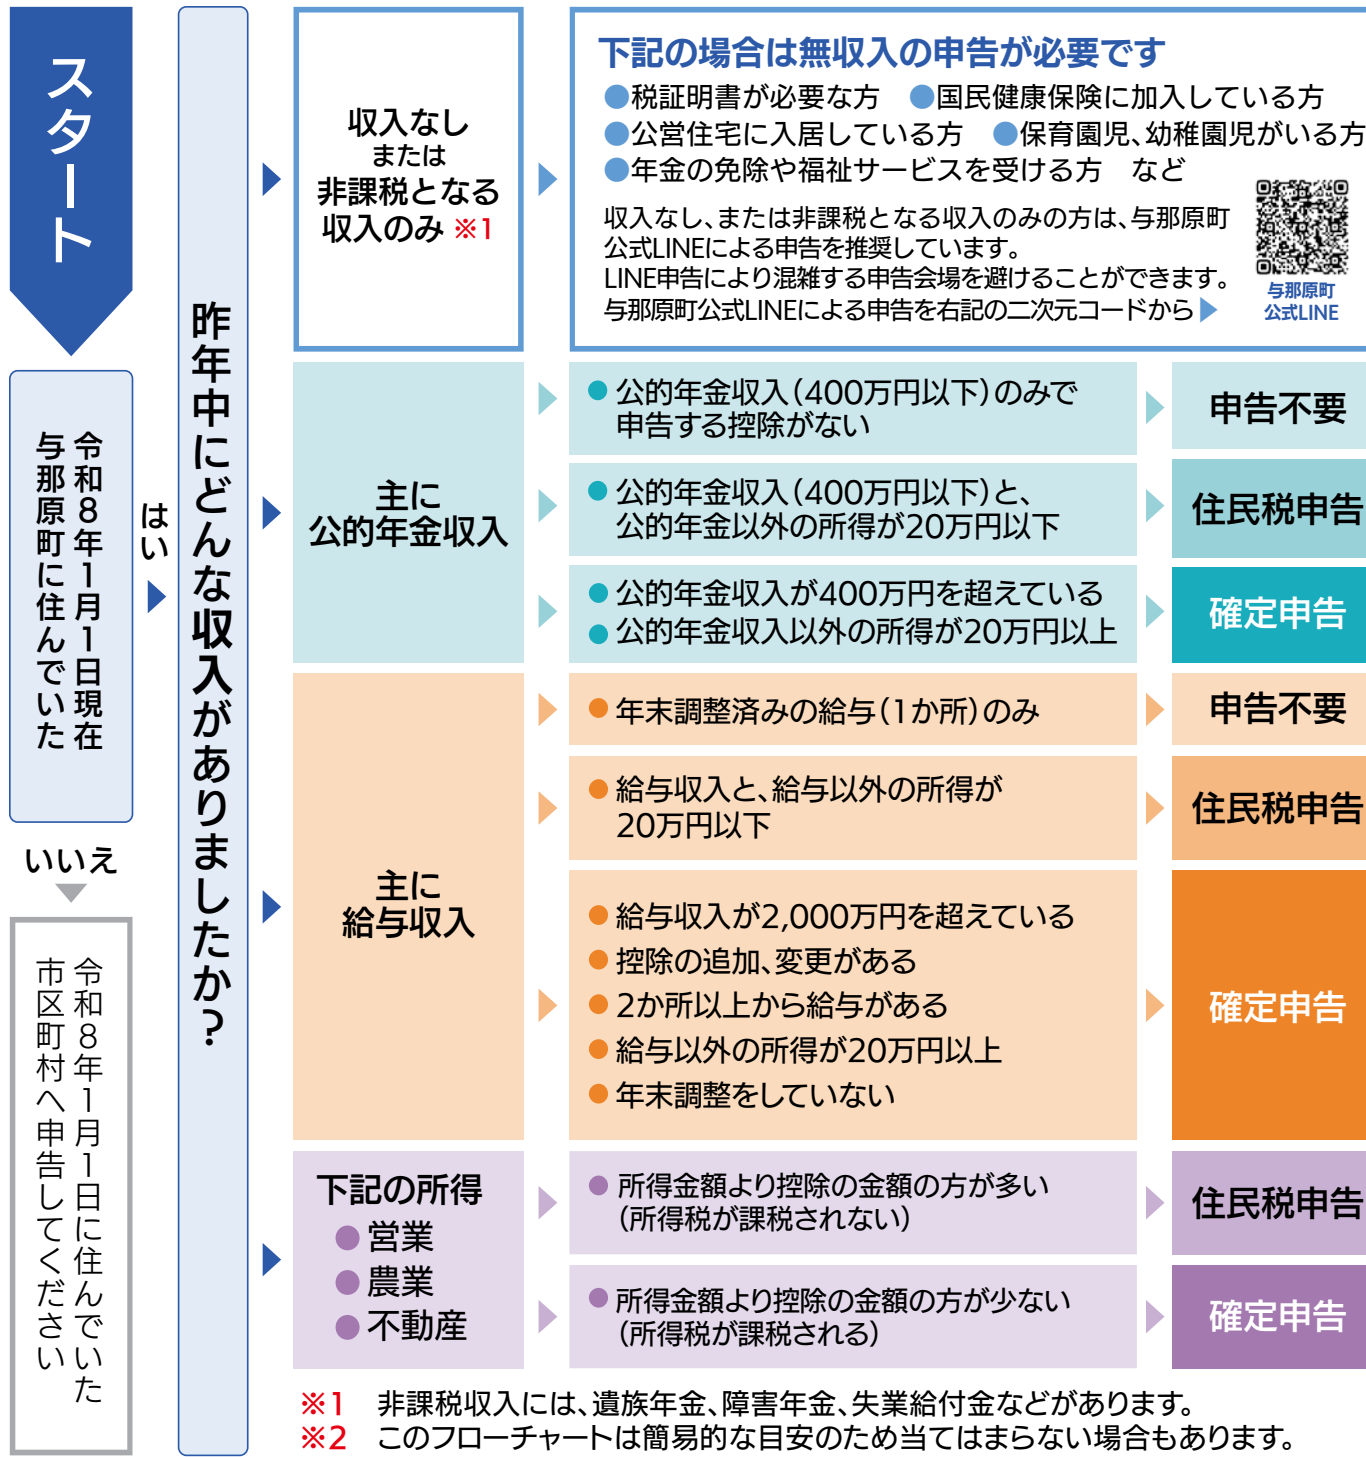 スタート
令和8年1月1日現在
与那原町に住んでいた
はい
いいえ
令和8年1月1日に住んでいた
市区町村へ申告してください
昨年中にどんな収入がありましたか?
収入なし
または
非課税となる
収入のみ ※1
下記の場合は無収入の申告が必要です
●税証明書が必要な方 ●国民健康保険に加入している方
●公営住宅に入居している方 ●保育園児、幼稚園児がいる方
●年金の免除や福祉サービスを受ける方 など
収入なし、または非課税となる収入のみの方は、与那原町
公式LINEによる申告を推奨しています。
LINE申告により混雑する申告会場を避けることができます。
与那原町公式LINEによる申告を右記の二次元コードから▶
与那原町
公式LINE
主に
公的年金収入
● 公的年金収入(400万円以下)のみで
申告する控除がない
申告不要
● 公的年金収入(400万円以下)と、
公的年金以外の所得が20万円以下
住民税申告
● 公的年金収入が400万円を超えている
● 公的年金収入以外の所得が20万円以上
確定申告
主に
給与収入
● 年末調整済みの給与(1か所)のみ
申告不要
● 給与収入と、給与以外の所得が
20万円以下
住民税申告
● 給与収入が2,000万円を超えている
● 控除の追加、変更がある
● 2か所以上から給与がある
● 給与以外の所得が20万円以上
● 年末調整をしていない
確定申告
下記の所得
● 営業
● 農業
● 不動産
● 所得金額より控除の金額の方が多い
(所得税が課税されない)
住民税申告
● 所得金額より控除の金額の方が少ない
(所得税が課税される)
確定申告
※1 非課税収入には、遺族年金、障害年金、失業給付金などがあります。
※2 このフローチャートは簡易的な目安のため当てはまらない場合もあります。